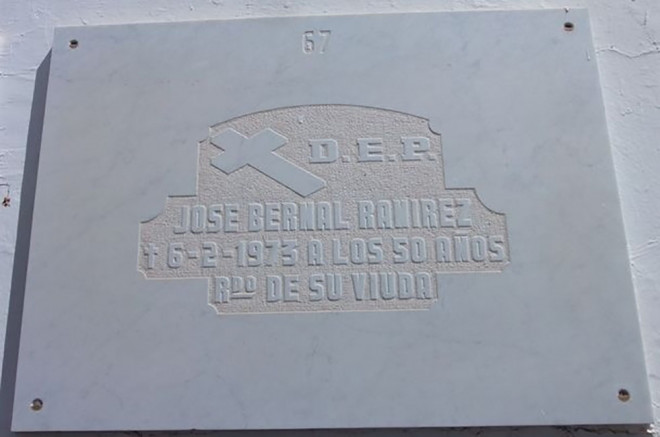 67
D.E.P.
JOSE BERNAL RAMIREZ
† 6-2-1973 A LOS 50 AÑOS
RDO DE SU VIUDA